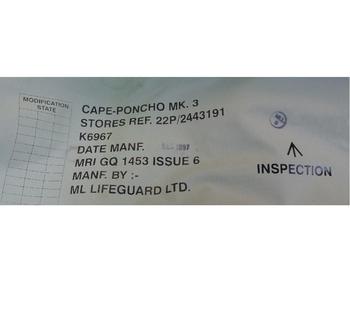 MODIFICATION
STATE
CAPE-PONCHO MK. 3
STORES REF. 22P/2443191
K6967
DATE MANF. 1997
MRI GQ 1453 ISSUE 6
MANF. BY :-
ML LIFEGUARD LTD.
INSPECTION